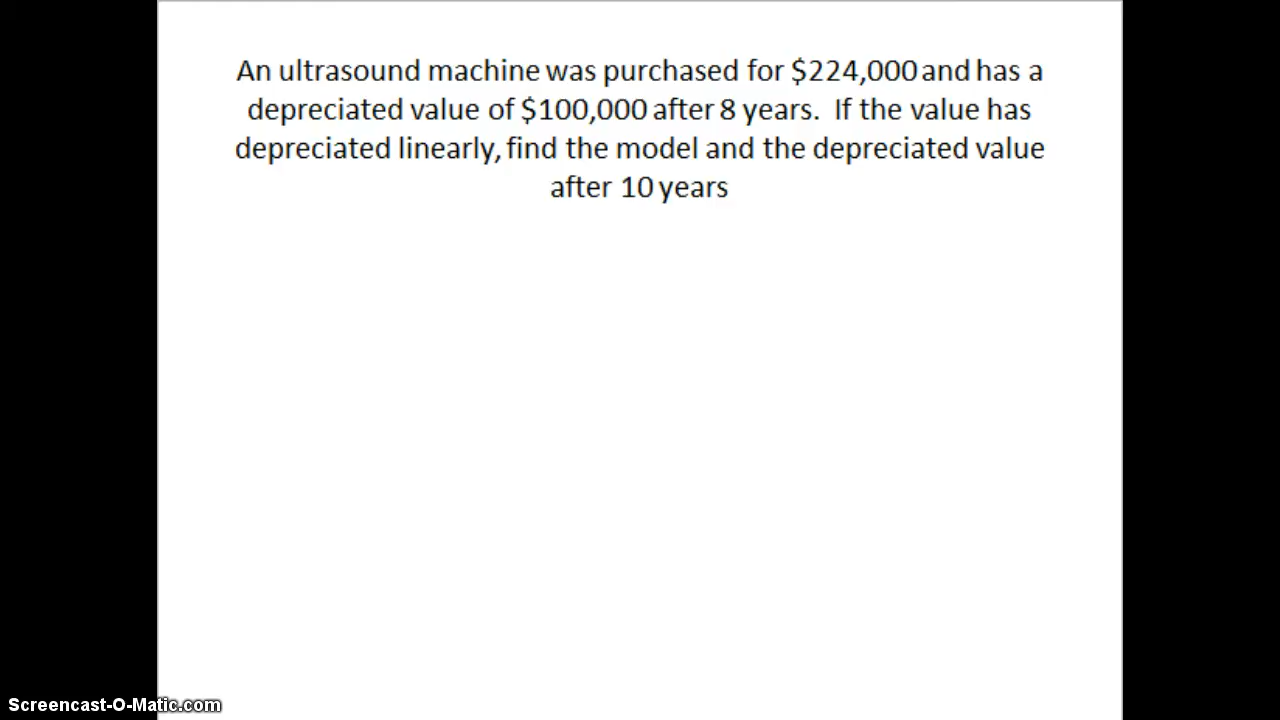 An ultrasound machine was purchased for $224,000 and has a
depreciated value of $100,000 after 8 years.  If the value has
depreciated linearly, find the model and the depreciated value
after 10 years
Screencast-O-Matic.com